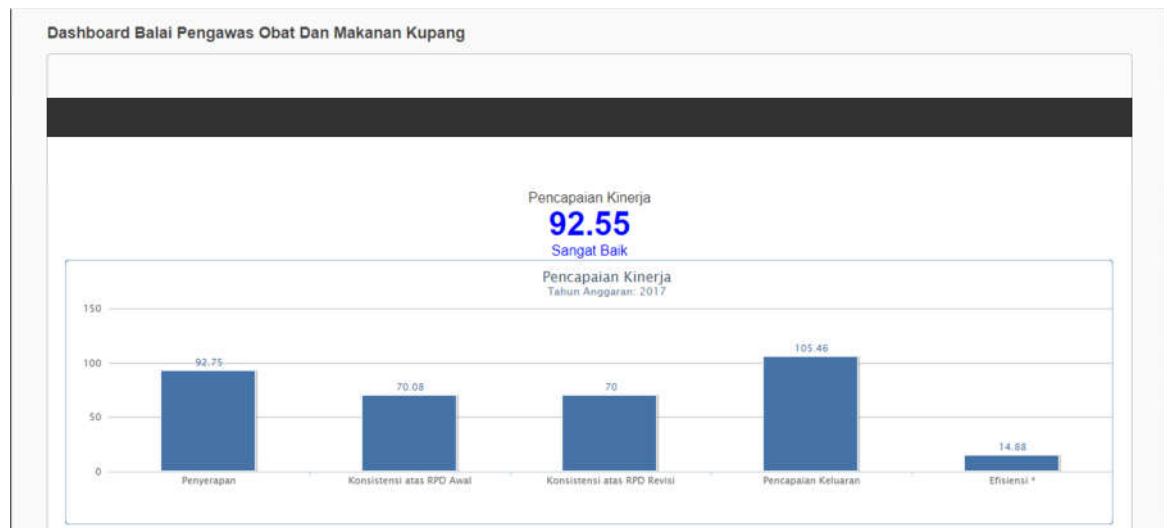 Dashboard Balai Pengawas Obat Dan Makanan Kupang
Pencapaian Kinerja
92.55
Sangat Baik
Pencapaian Kinerja
Tahun Anggaran: 2017
150
100
50
0
92.75
70.08
70
105.46
14.88
Penyerapan
Konsistensi atas RPD Awal
Konsistensi atas RPD Revisi
Pencapaian Keluaran
Efisiensi *